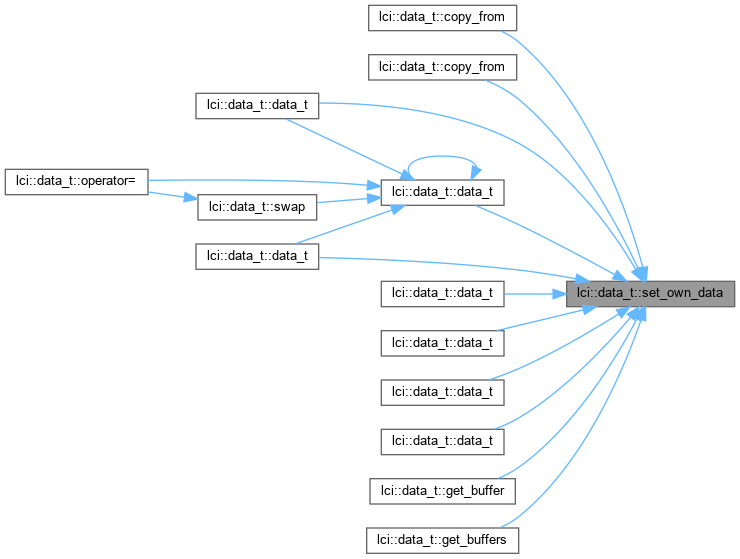 lci::data_t::copy_from
lci::data_t::copy_from
lci::data_t::data_t
lci::data_t::operator=
lci::data_t::data_t
lci::data_t::swap
lci::data_t::data_t
lci::data_t::data_t
lci::data_t::set_own_data
lci::data_t::data_t
lci::data_t::data_t
lci::data_t::data_t
lci::data_t::get_buffer
lci::data_t::get_buffers